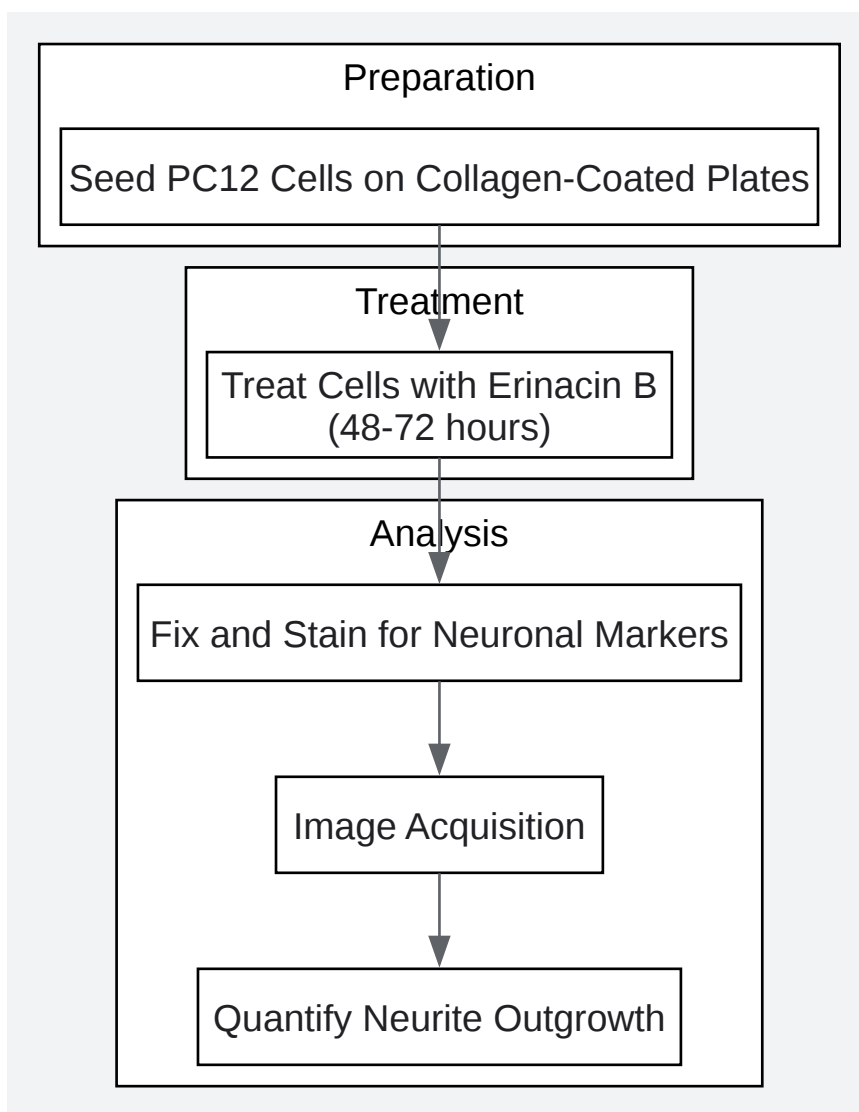 Preparation
Seed PC12 Cells on Collagen-Coated Plates
Treatment
Treat Cells with Erinacin B
(48-72 hours)
Analysis
Fix and Stain for Neuronal Markers
Image Acquisition
Quantify Neurite Outgrowth